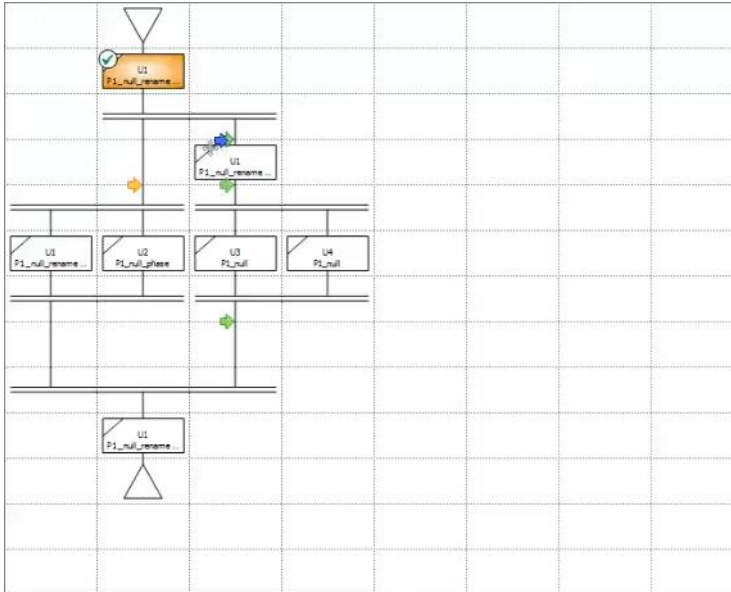 U1
P1_null_rename ...
U1
P1_null_rename ...
U1
P1_null_rename ...
U2
P1_null_phase
U3
P1_null
U4
P1_null
U1
P1_null_rename ...